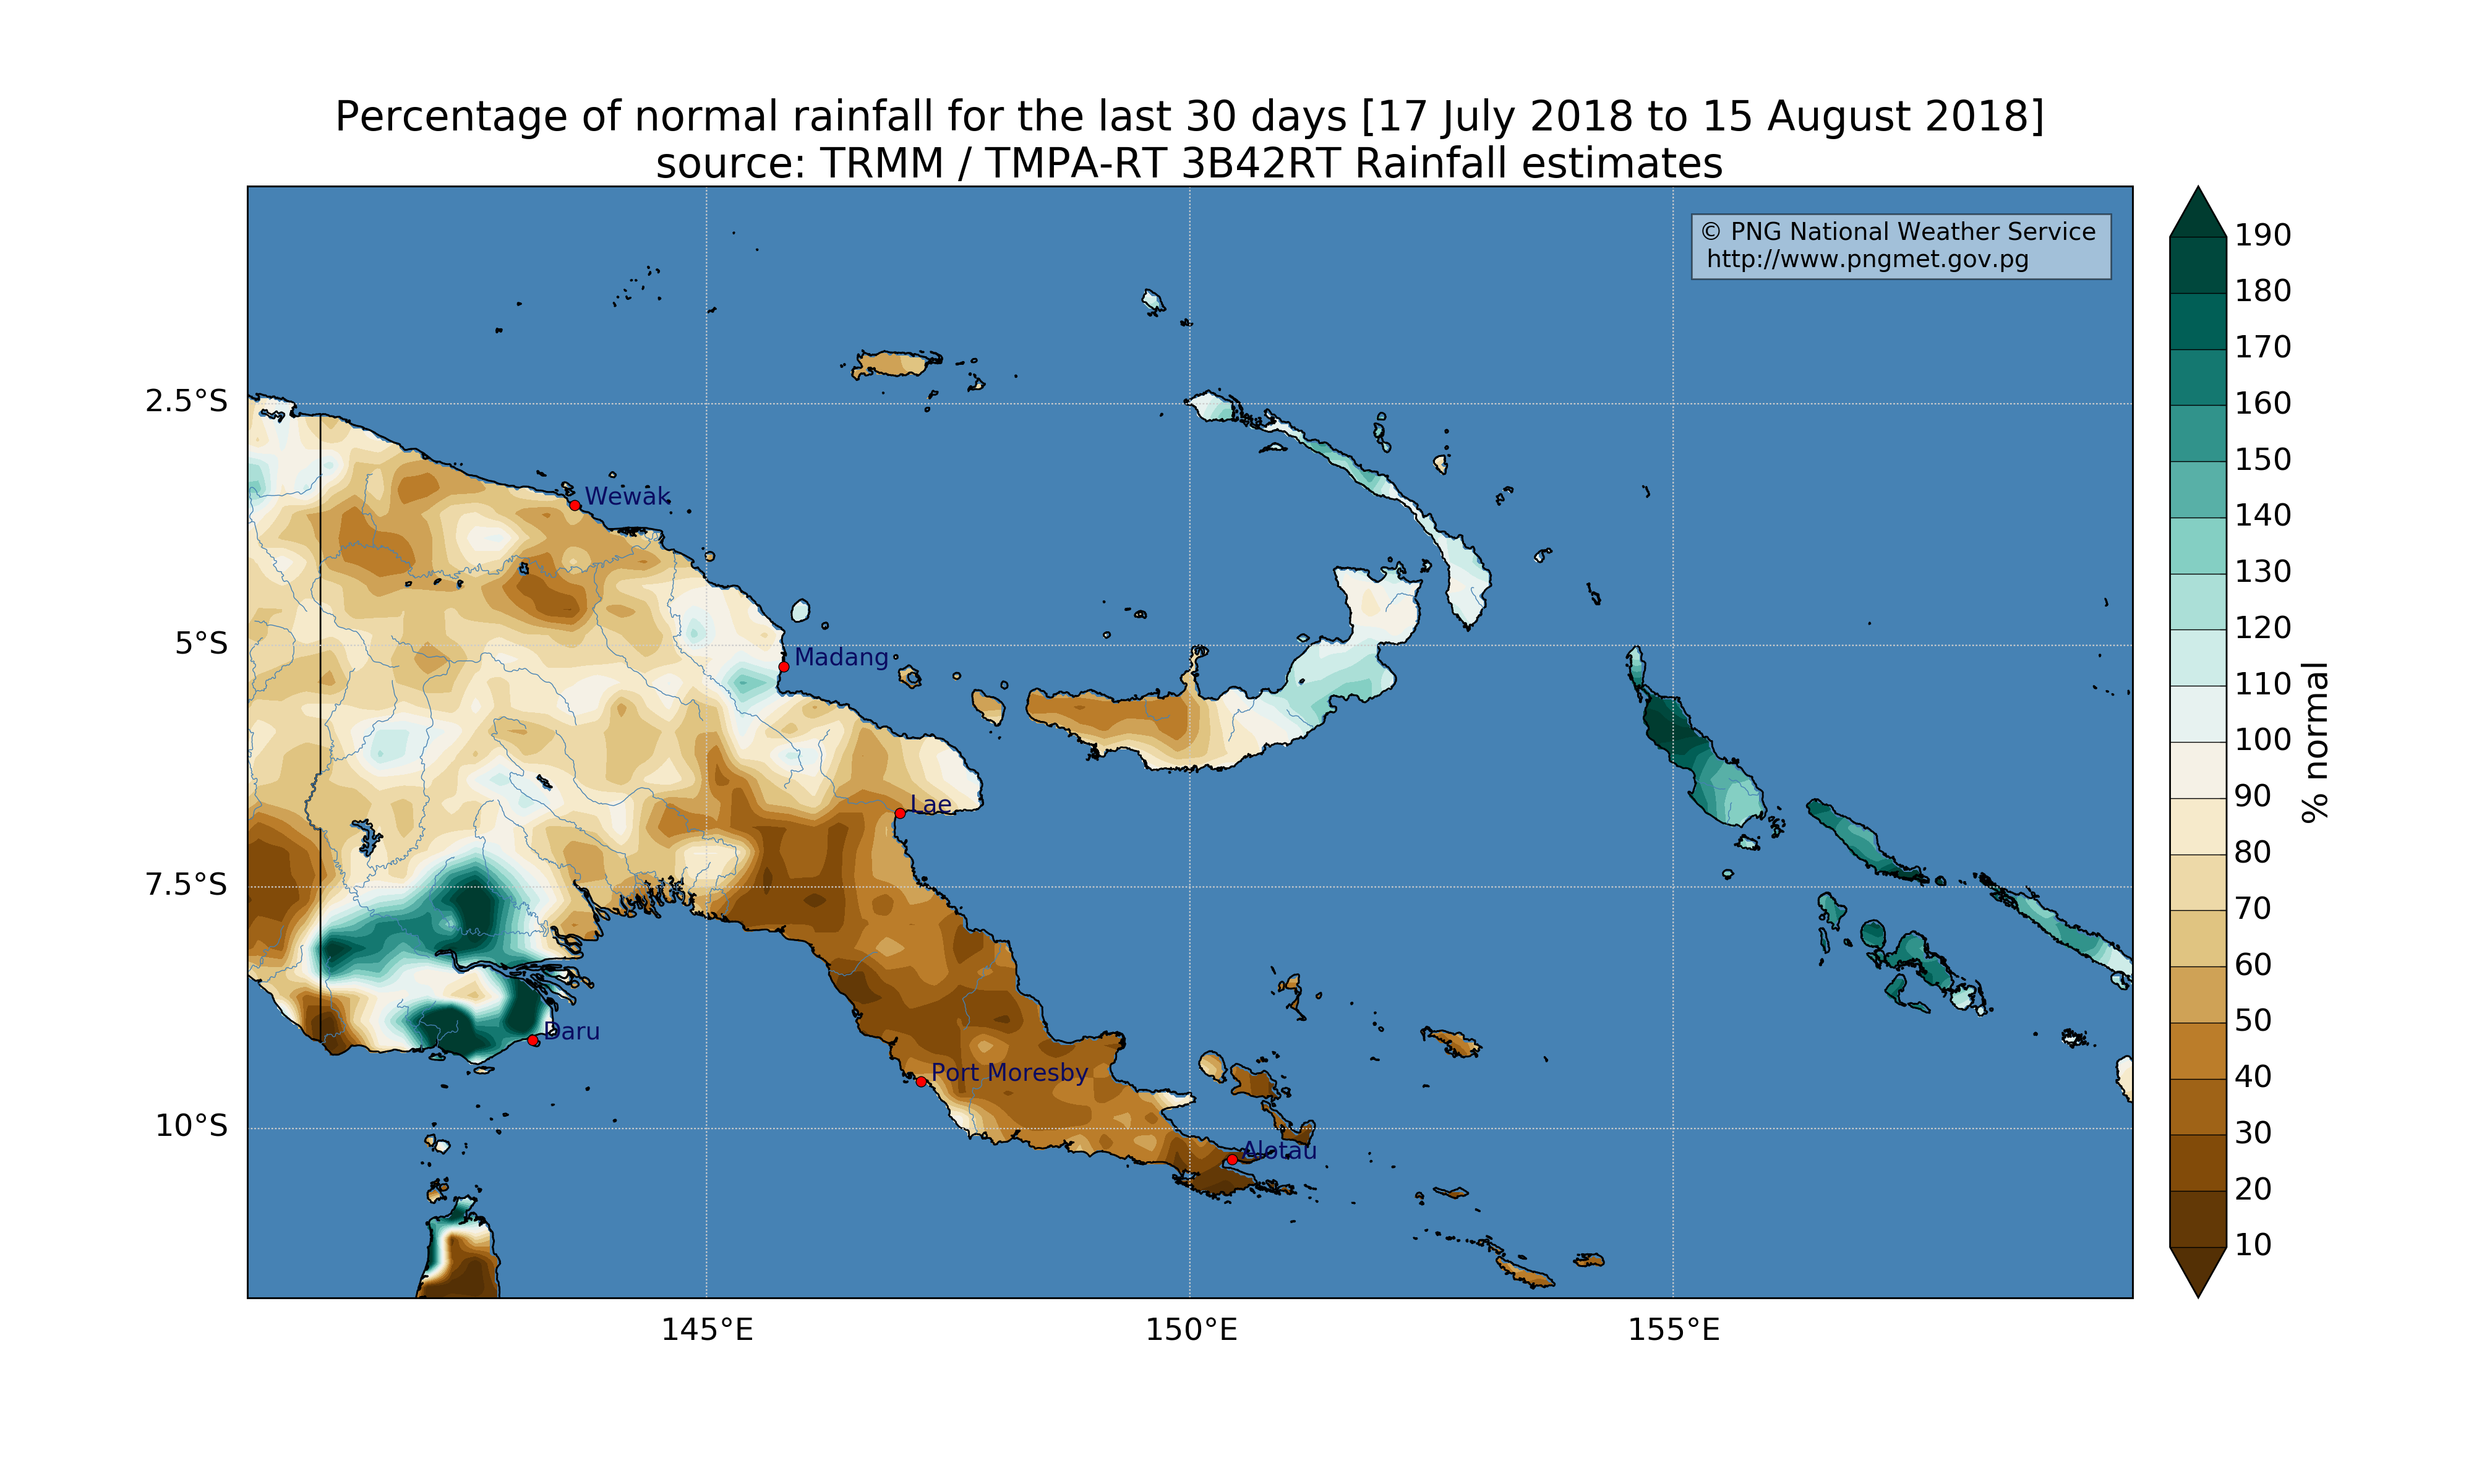 Percentage of normal rainfall for the last 30 days [17 July 2018 to 15 August 2018]
source: TRMM / TMPA-RT 3B42RT Rainfall estimates
© PNG National Weather Service
http://www.pngmet.gov.pg
2.5°S
5°S
7.5°S
10°S
Wewak
Madang
Lae
Daru
Port Moresby
Alotau
145°E
150°E
155°E
190
180
170
160
150
140
130
120
110
100
90
80
70
60
50
40
30
20
10
% normal